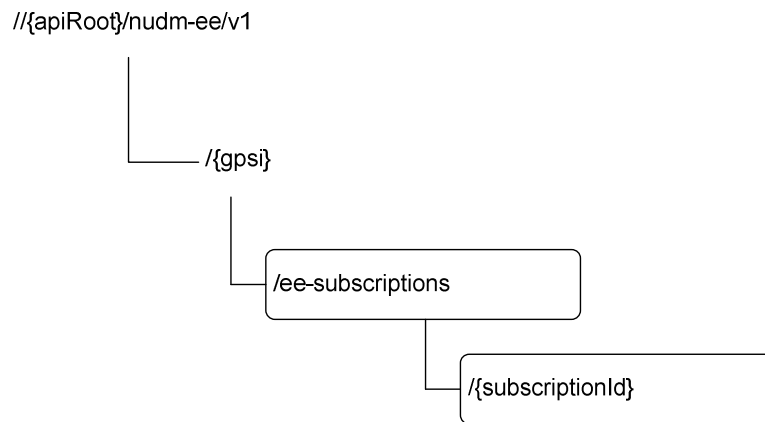 //{apiRoot}/nudm-ee/v1
/{gpsi}
/ee-subscriptions
/{subscriptionId}